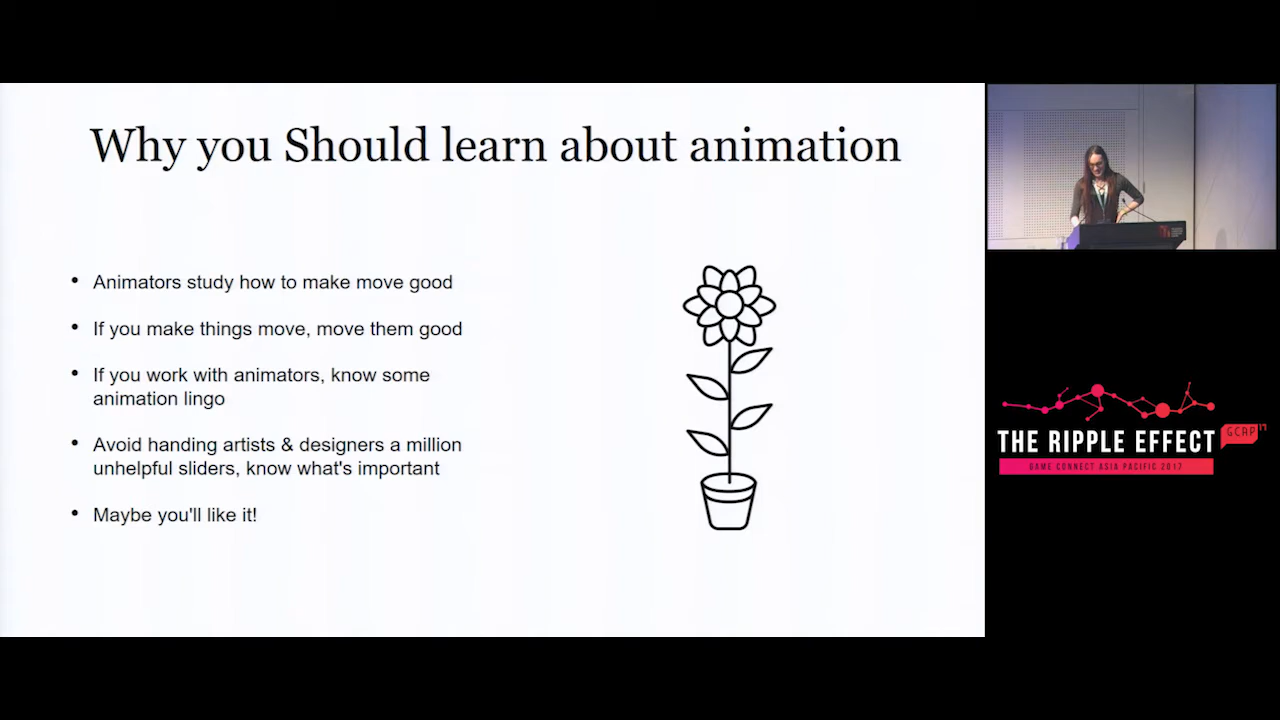 Why you Should learn about animation
• Animators study how to make move good
• If you make things move, move them good
• If you work with animators, know some
animation lingo
• Avoid handing artists & designers a million
unhelpful sliders, know what's important
• Maybe you'll like it!
THE RIPPLE EFFECT
GCAP 17
GAME CONNECT ASIA PACIFIC 2017